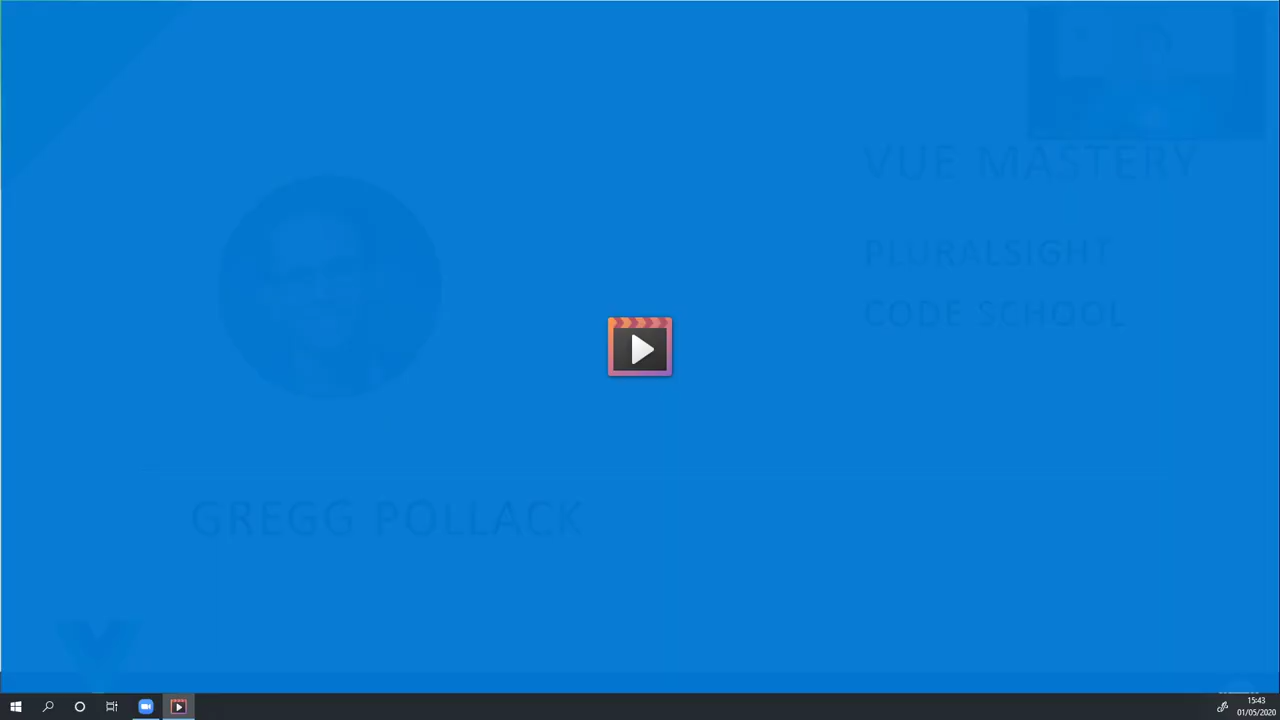 VUE MASTERY
PLURALSIGHT
CODE SCHOOL
GREGG POLLACK
15:43
01/05/2020